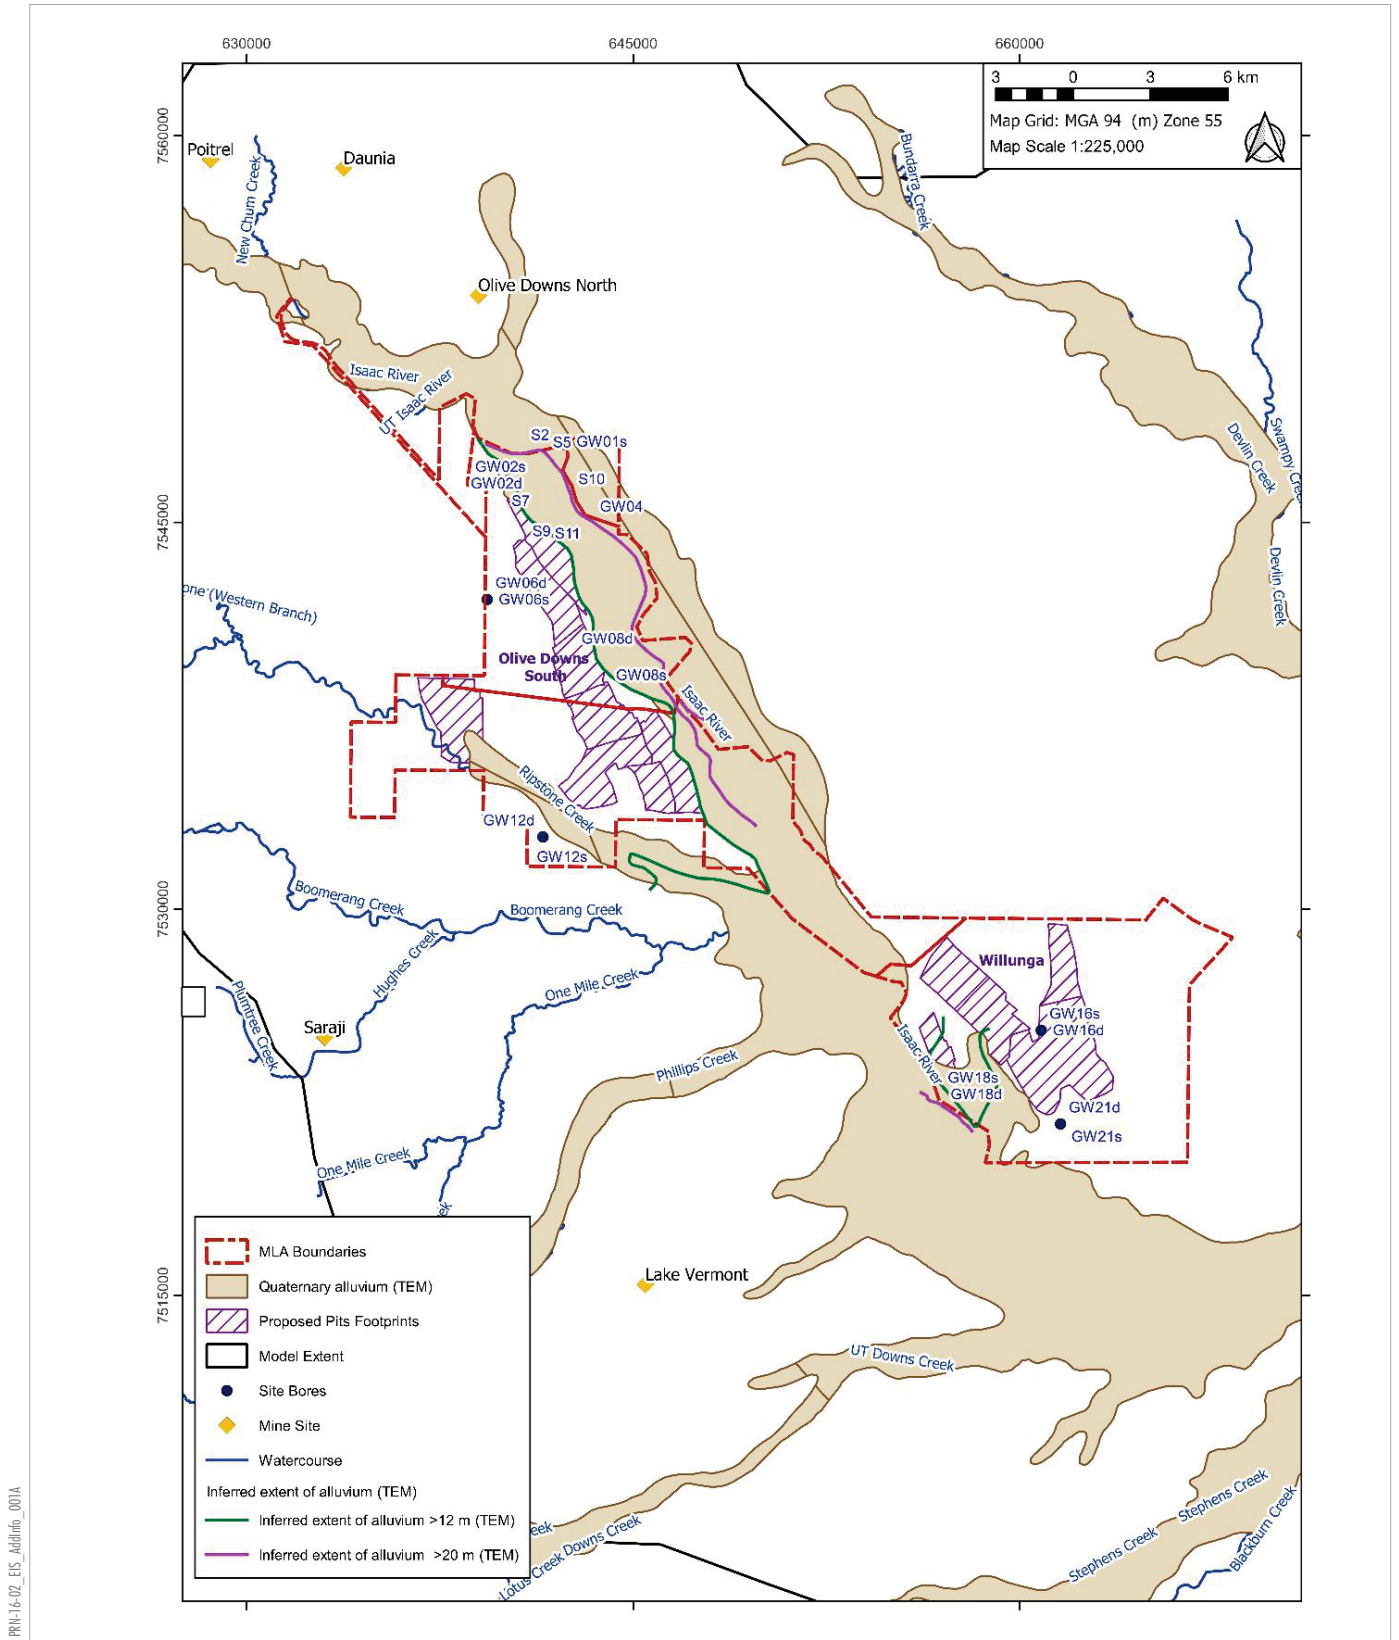 630000
645000
660000
3 0 3 6 km
Map Grid: MGA 94 (m) Zone 55
Map Scale 1:225,000
7560000
7545000
7530000
7515000
Poitrel
Daunia
New Chum Creek
Bundarra Creek
Olive Downs North
Isaac River
Isaac River
Swampy Creek
Devlin Creek
Devlin Creek
S2
S5
GW01s
GW02s
GW02d
S10
S7
GW04
S9
S11
GW06d
GW06s
(Western Branch)
GW08d
Olive Downs
South
GW08s
Isaac River
Ripstone Creek
GW12d
GW12s
Boomerang Creek
Boomerang Creek
Hughes Creek
One Mile Creek
Plumtree Creek
Saraji
Willunga
GW16s
GW16d
Isaac River
GW18s
GW18d
GW21d
GW21s
Phillips Creek
One Mile Creek
Lake Vermont
UT Downs Creek
Stephens Creek
Stephens Creek
Blackburn Creek
Lotus Creek Downs Creek
MLA Boundaries
Quaternary alluvium (TEM)
Proposed Pits Footprints
Model Extent
Site Bores
Mine Site
Watercourse
Inferred extent of alluvium (TEM)
Inferred extent of alluvium >12 m (TEM)
Inferred extent of alluvium >20 m (TEM)
PRN-16-02_EIS_AddInfo_001A